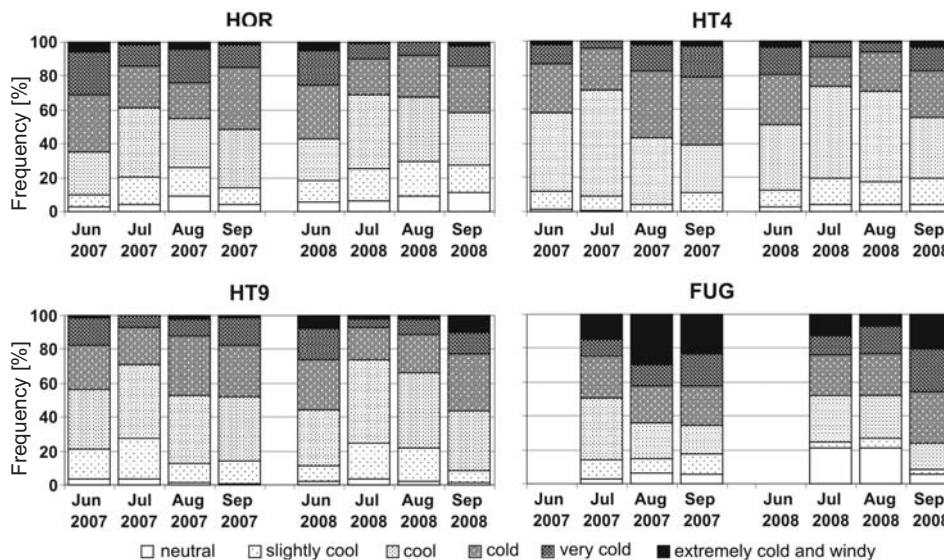 HOR
HT4
Frequency [%]
100
80
60
40
20
0
Jun Jul Aug Sep Jun Jul Aug Sep
2007 2007 2007 2007 2008 2008 2008 2008
Jun Jul Aug Sep Jun Jul Aug Sep
2007 2007 2007 2007 2008 2008 2008 2008
HT9
FUG
Frequency [%]
100
80
60
40
20
0
Jun Jul Aug Sep Jun Jul Aug Sep
2007 2007 2007 2007 2008 2008 2008 2008
Jun Jul Aug Sep Jun Jul Aug Sep
2007 2007 2007 2007 2008 2008 2008 2008
neutral slightly cool cool cold very cold extremely cold and windy